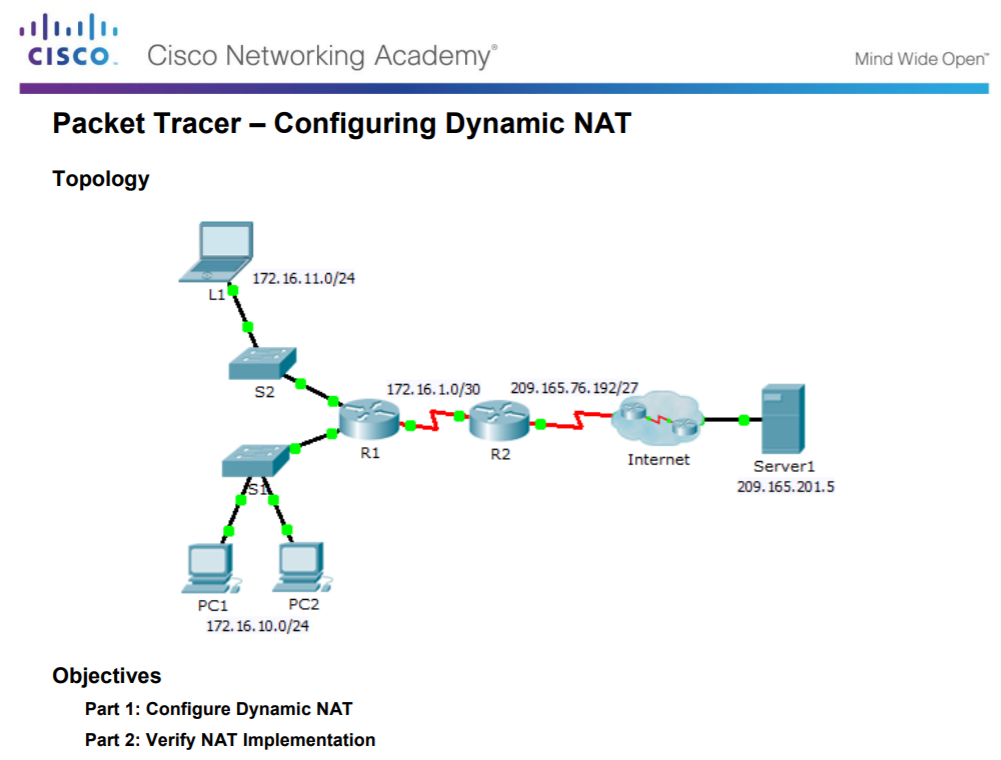 CISCO. Cisco Networking Academy® Mind Wide Open™
Packet Tracer – Configuring Dynamic NAT
Topology
172.16.11.0/24
L1
S2
172.16.1.0/30
209.165.76.192/27
R1
R2
Internet
Server1
209.165.201.5
S1
PC1
PC2
172.16.10.0/24
Objectives
Part 1: Configure Dynamic NAT
Part 2: Verify NAT Implementation